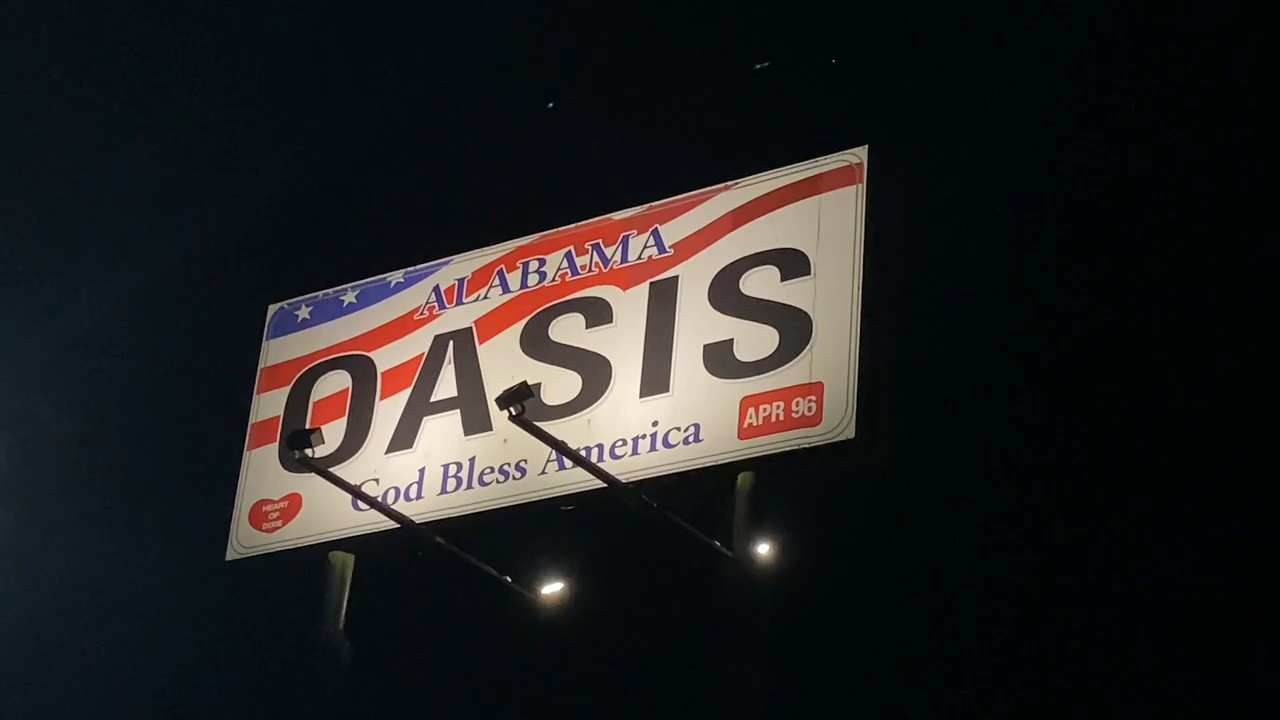 ALABAMA
OASIS
APR 96
God Bless America
HEART
OF
DIXIE